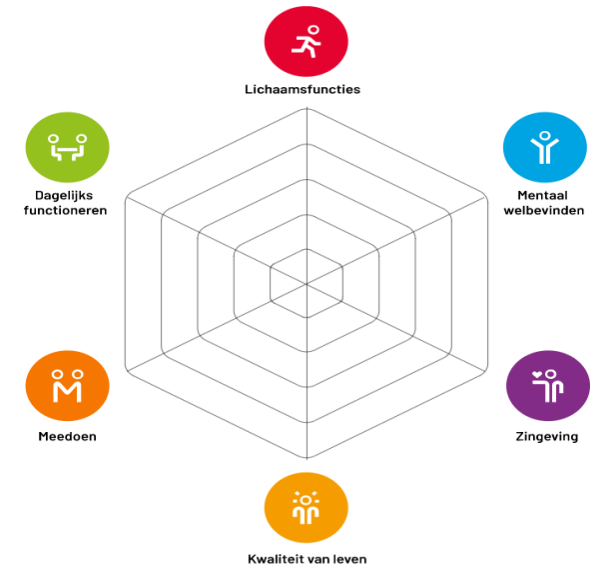 Lichaamsfuncties
Dagelijks
functioneren
Mentaal
welbevinden
Meedoen
Zingeving
Kwaliteit van leven